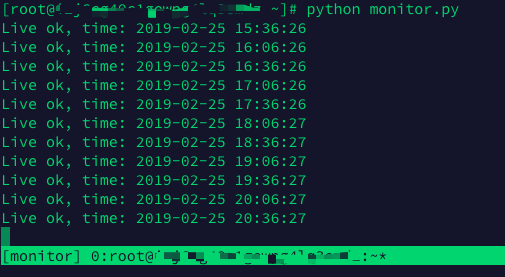 [root@ ~]# python monitor.py
Live ok, time: 2019-02-25 15:36:26
Live ok, time: 2019-02-25 16:06:26
Live ok, time: 2019-02-25 16:36:26
Live ok, time: 2019-02-25 17:06:26
Live ok, time: 2019-02-25 17:36:26
Live ok, time: 2019-02-25 18:06:27
Live ok, time: 2019-02-25 18:36:27
Live ok, time: 2019-02-25 19:06:27
Live ok, time: 2019-02-25 19:36:27
Live ok, time: 2019-02-25 20:06:27
Live ok, time: 2019-02-25 20:36:27
[monitor] 0:root@ :~*